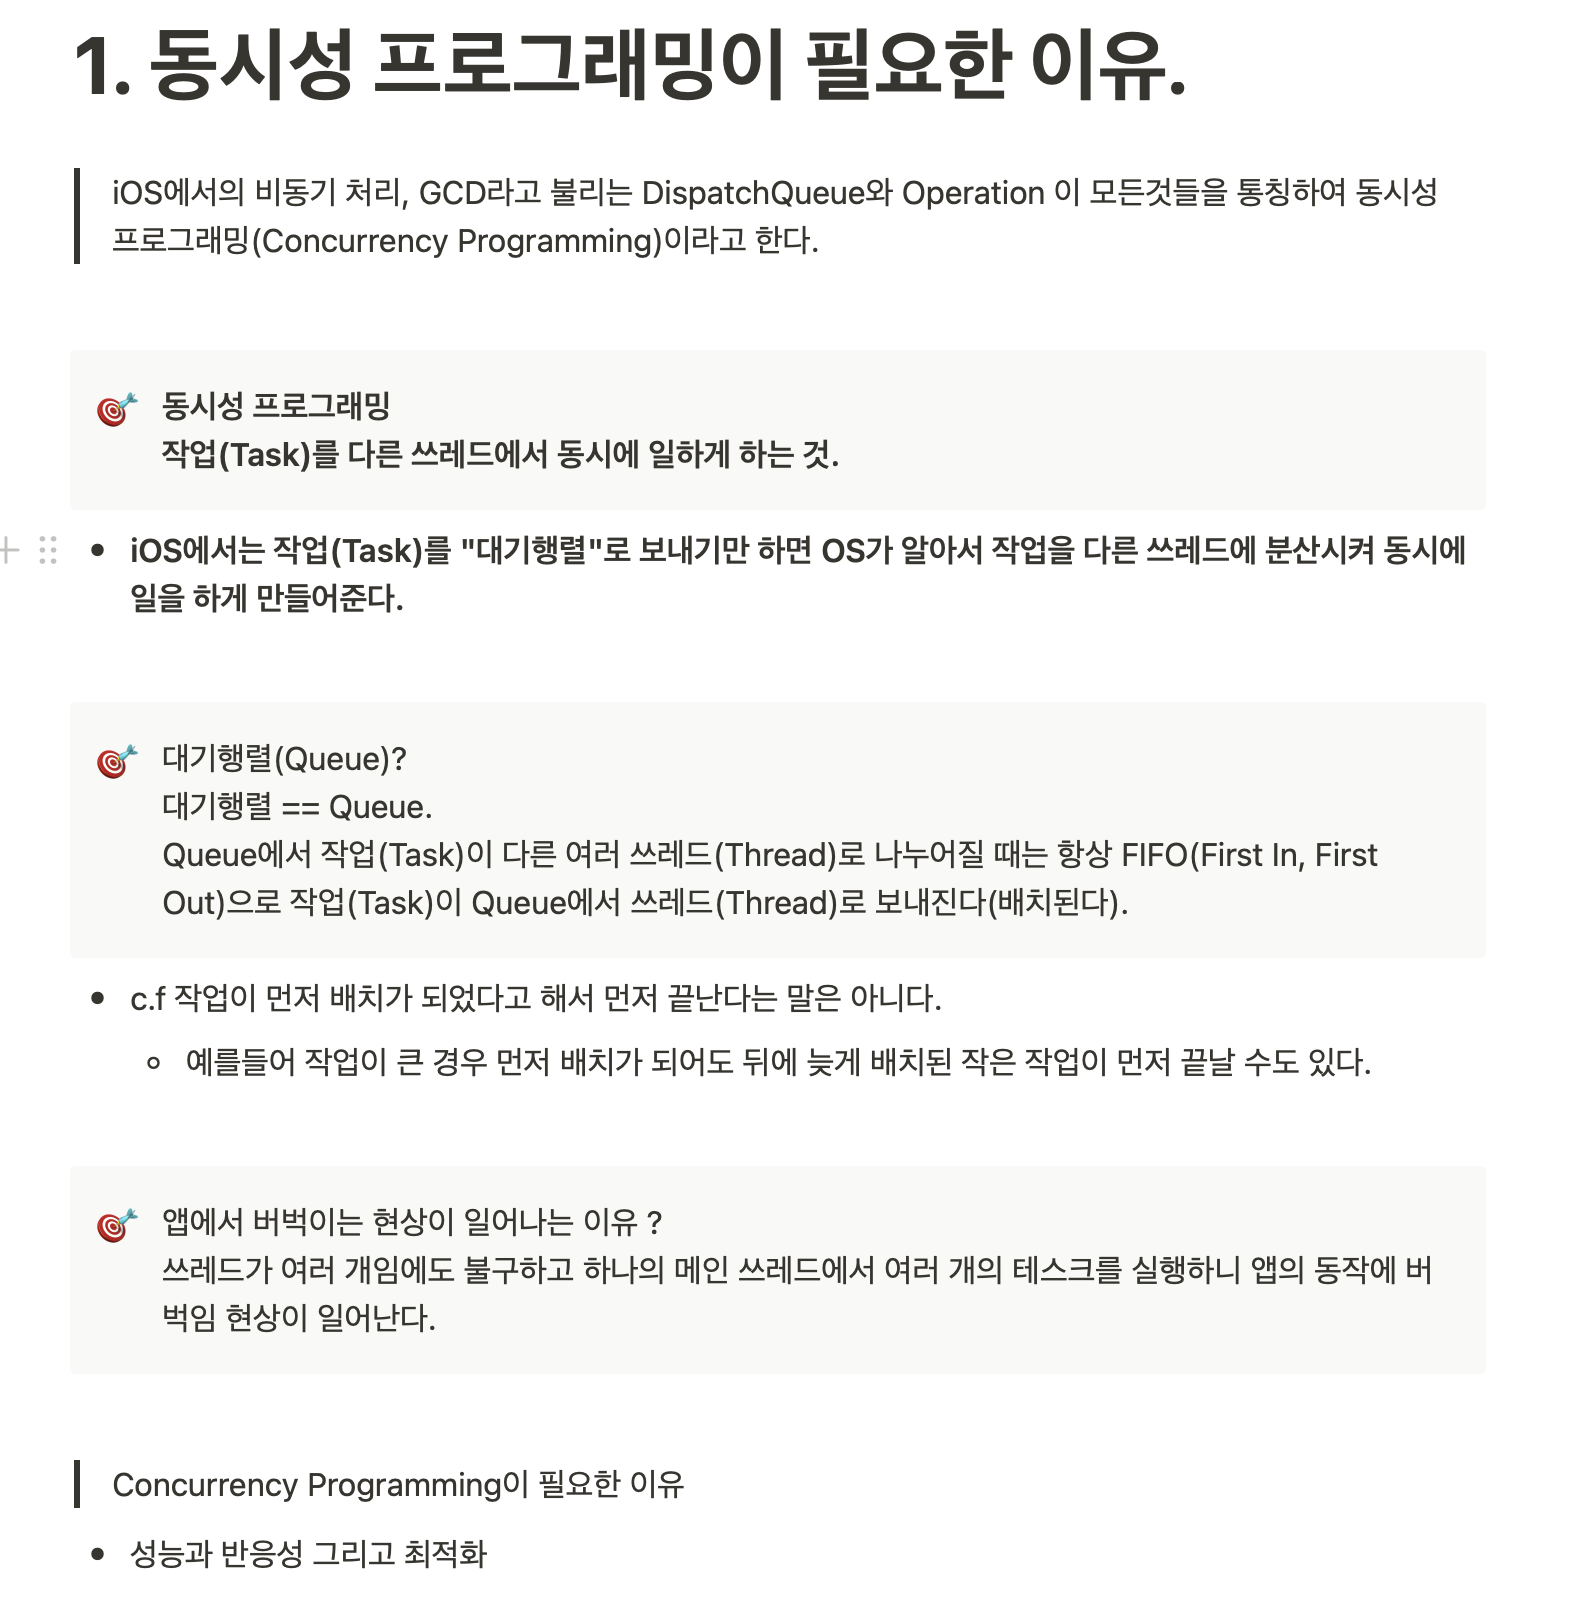 1. 동시성 프로그래밍이 필요한 이유.
iOS에서의 비동기 처리, GCD라고 불리는 DispatchQueue와 Operation 이 모든것들을 통칭하여 동시성
프로그래밍(Concurrency Programming)이라고 한다.
동시성 프로그래밍
작업(Task)를 다른 쓰레드에서 동시에 일하게 하는 것.
iOS에서는 작업(Task)를 "대기행렬"로 보내기만 하면 OS가 알아서 작업을 다른 쓰레드에 분산시켜 동시에
일을 하게 만들어준다.
대기행렬(Queue)?
대기행렬 == Queue.
Queue에서 작업(Task)이 다른 여러 쓰레드(Thread)로 나누어질 때는 항상 FIFO(First In, First
Out)으로 작업(Task)이 Queue에서 쓰레드(Thread)로 보내진다(배치된다).
c.f 작업이 먼저 배치가 되었다고 해서 먼저 끝난다는 말은 아니다.
예를들어 작업이 큰 경우 먼저 배치가 되어도 뒤에 늦게 배치된 작은 작업이 먼저 끝날 수도 있다.
앱에서 버벅이는 현상이 일어나는 이유 ?
쓰레드가 여러 개임에도 불구하고 하나의 메인 쓰레드에서 여러 개의 테스크를 실행하니 앱의 동작에 버
벅임 현상이 일어난다.
Concurrency Programming이 필요한 이유
성능과 반응성 그리고 최적화